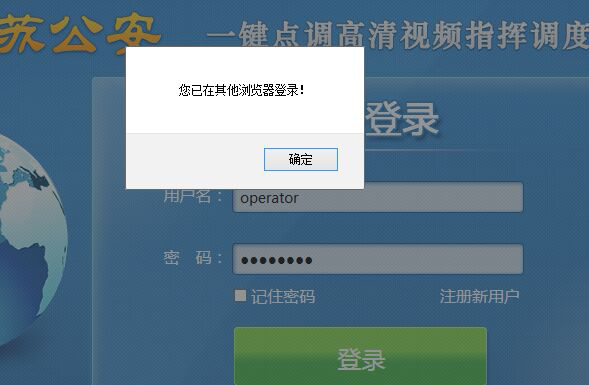 苏公安
一键点调高清视频指挥调度
您已在其他浏览器登录！
确定
登录
用户名：
operator
密 码：
●●●●●●●●
记住密码
注册新用户
登录